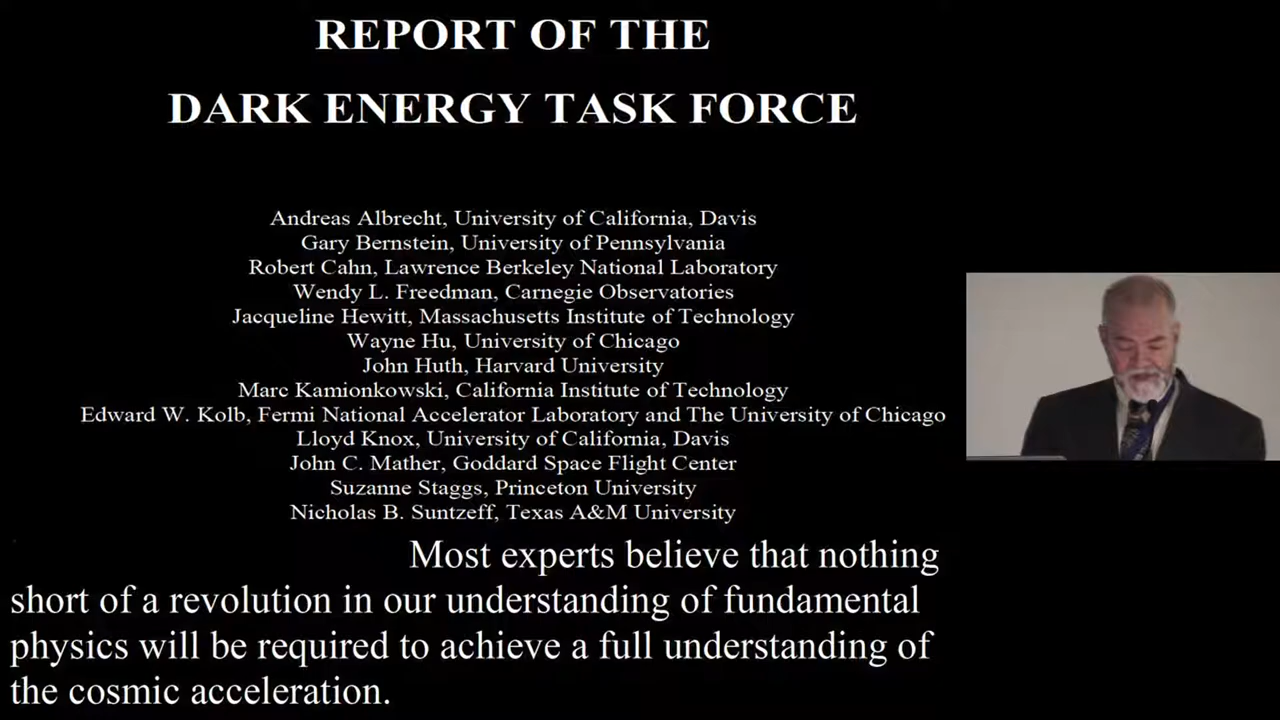 REPORT OF THE
DARK ENERGY TASK FORCE
Andreas Albrecht, University of California, Davis
Gary Bernstein, University of Pennsylvania
Robert Cahn, Lawrence Berkeley National Laboratory
Wendy L. Freedman, Carnegie Observatories
Jacqueline Hewitt, Massachusetts Institute of Technology
Wayne Hu, University of Chicago
John Huth, Harvard University
Marc Kamionkowski, California Institute of Technology
Edward W. Kolb, Fermi National Accelerator Laboratory and The University of Chicago
Lloyd Knox, University of California, Davis
John C. Mather, Goddard Space Flight Center
Suzanne Staggs, Princeton University
Nicholas B. Suntzeff, Texas A&M University
Most experts believe that nothing
short of a revolution in our understanding of fundamental
physics will be required to achieve a full understanding of
the cosmic acceleration.